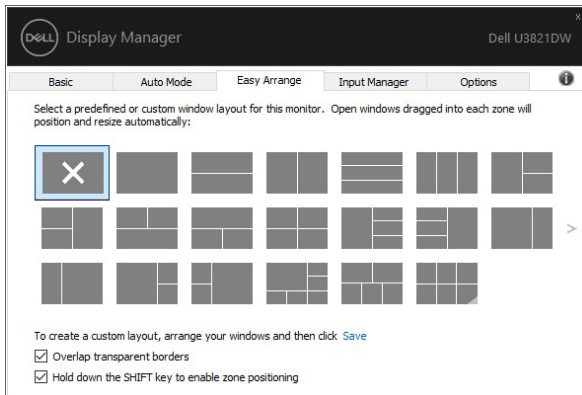 DELL Display Manager
Dell U3821DW
x
Basic Auto Mode Easy Arrange Input Manager Options
Select a predefined or custom window layout for this monitor. Open windows dragged into each zone will
position and resize automatically:
>
To create a custom layout, arrange your windows and then click Save
Overlap transparent borders
Hold down the SHIFT key to enable zone positioning